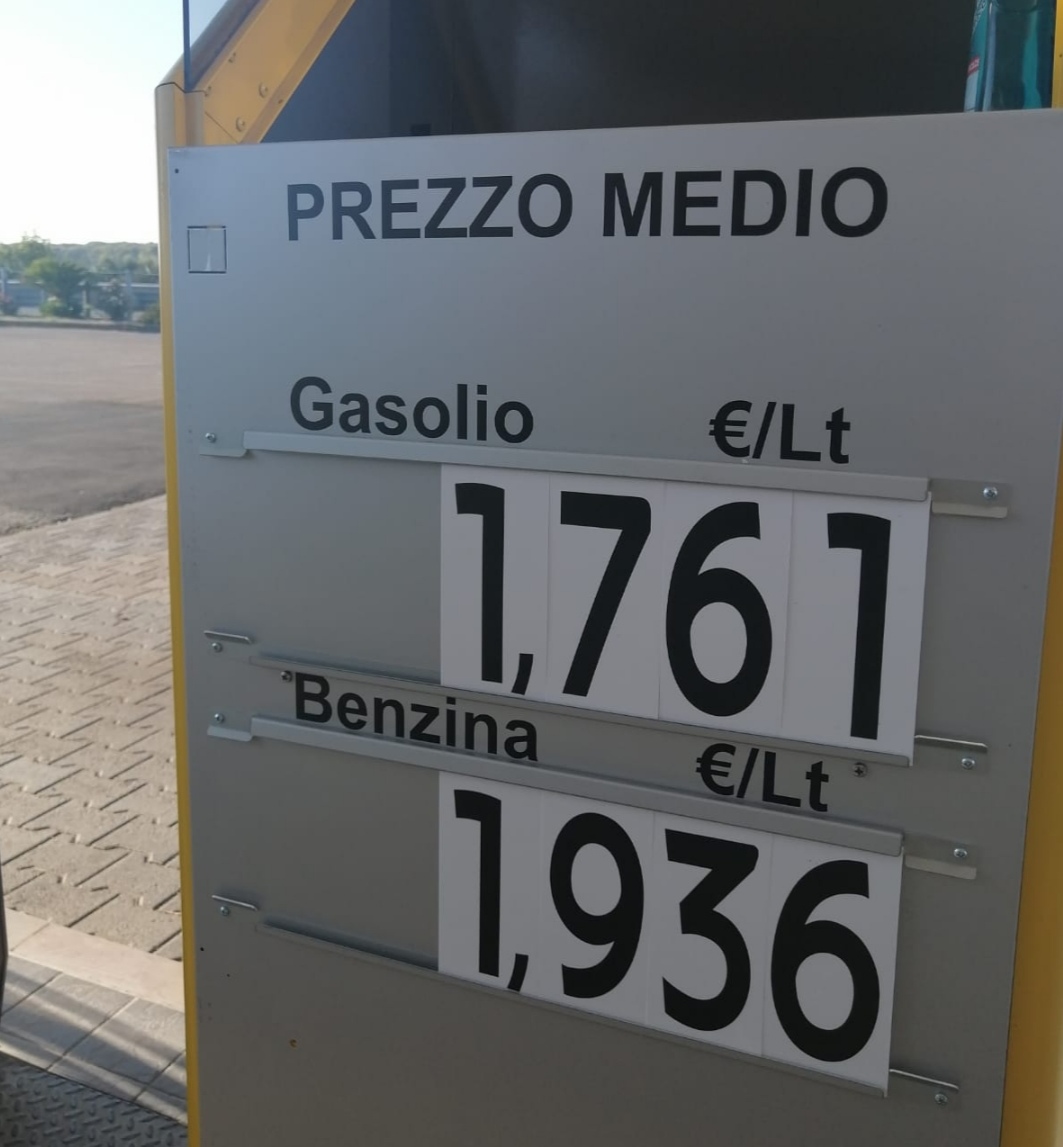 PREZZO MEDIO
Gasolio €/Lt
1,761
Benzina €/Lt
1,936